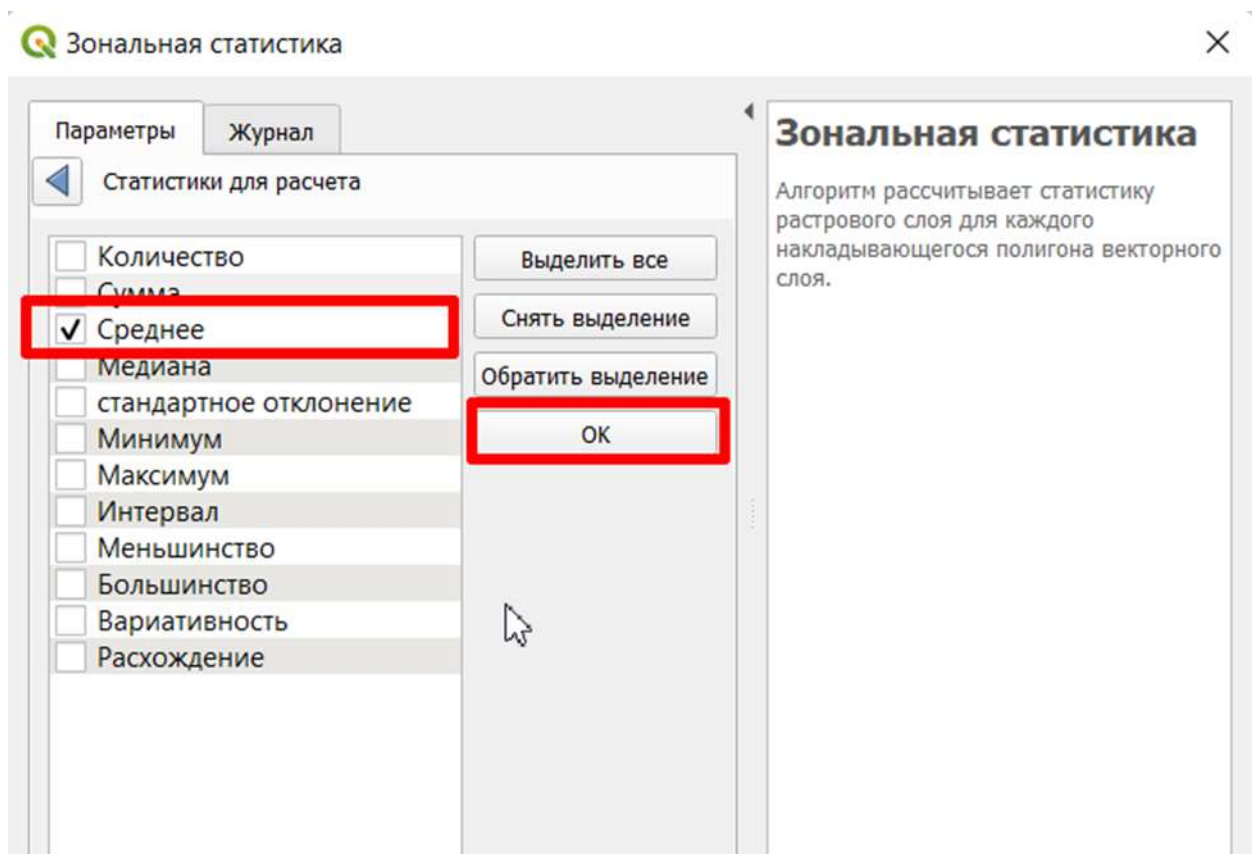 Зональная статистика
Параметры
Журнал
Статистики для расчета
Количество
Сумма
Среднее
Медиана
стандартное отклонение
Минимум
Максимум
Интервал
Меньшинство
Большинство
Вариативность
Расхождение
Выделить все
Снять выделение
Обратить выделение
ОК
Зональная статистика
Алгоритм рассчитывает статистику
растрового слоя для каждого
накладывающегося полигона векторного
слоя.